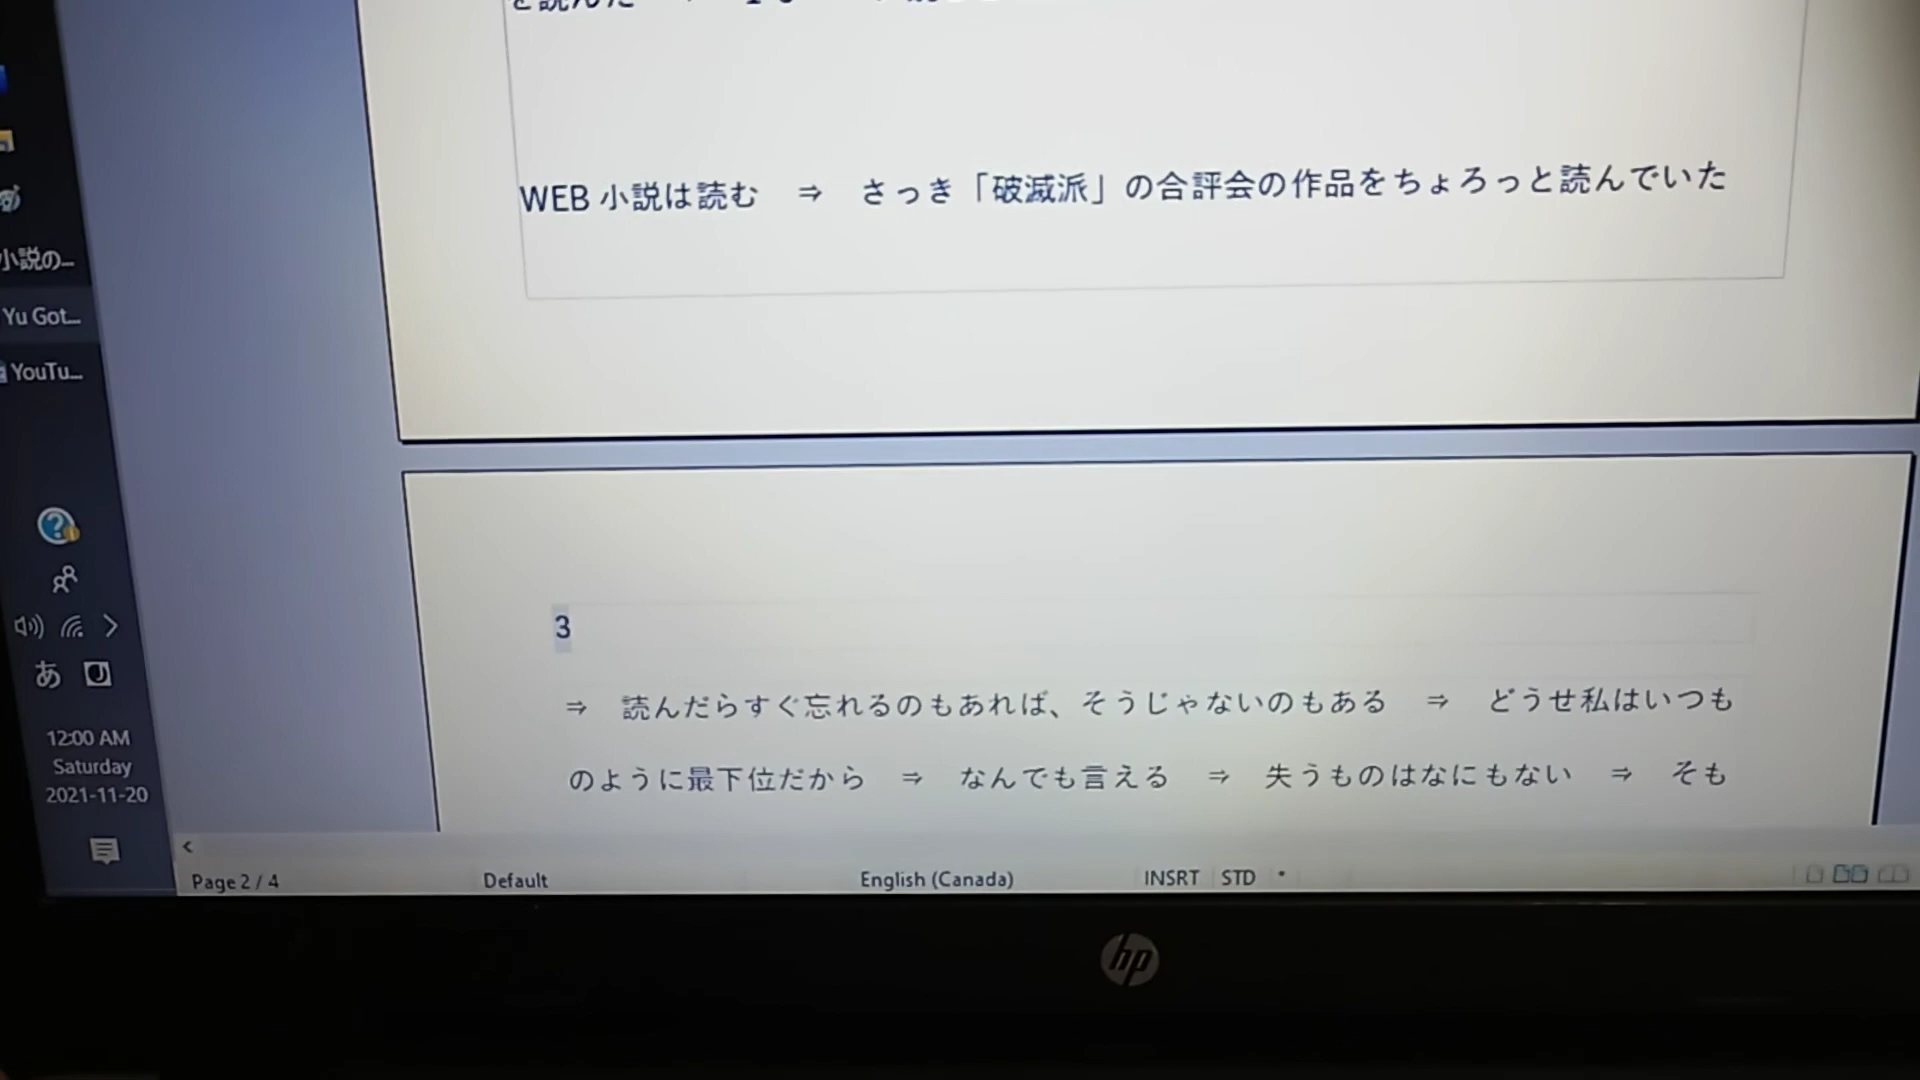 WEB 小説は読む ⇒ さっき「破滅派」の合評会の作品をちょろっと読んでいた
小説の...
Yu Got...
YouTu...
3
⇒ 読んだらすぐ忘れるのもあれば、そうじゃないのもある ⇒ どうせ私はいつも
のように最下位だから ⇒ なんでも言える ⇒ 失うものはなにもない ⇒ そも
あ J
12:00 AM
Saturday
2021-11-20
Page 2 / 4 Default English (Canada) INSRT STD *
hp